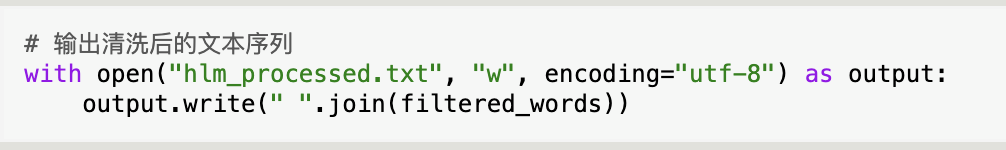 # 输出清洗后的文本序列
with open("hlm_processed.txt", "w", encoding="utf-8") as output:
    output.write(" ".join(filtered_words))